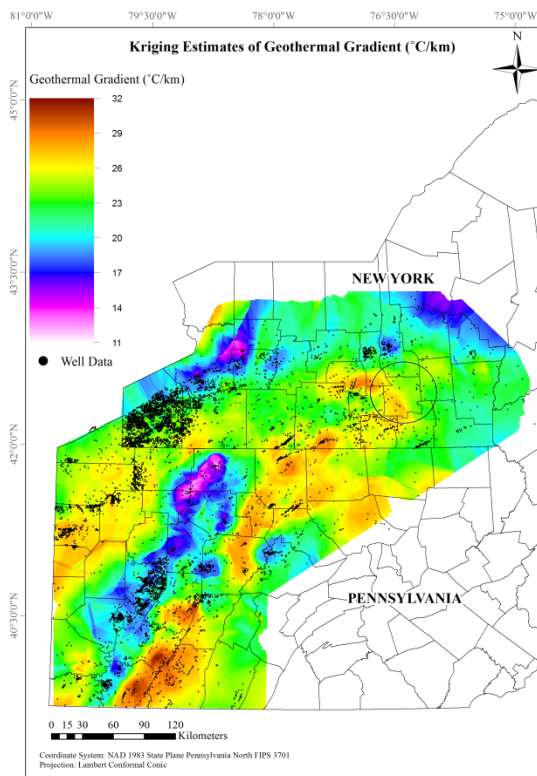 81°0'0"W 79°30'0"W 78°0'0"W 76°30'0"W 75°0'0"W
Kriging Estimates of Geothermal Gradient (˚C/km)
N
Geothermal Gradient (˚C/km)
32
29
26
23
20
17
14
11
Well Data
45°0'0"N
43°30'0"N
42°0'0"N
40°30'0"N
NEW YORK
PENNSYLVANIA
0 15 30 60 90 120
Kilometers
Coordinate System: NAD 1983 State Plane Pennsylvania North FIPS 3701
Projection: Lambert Conformal Conic